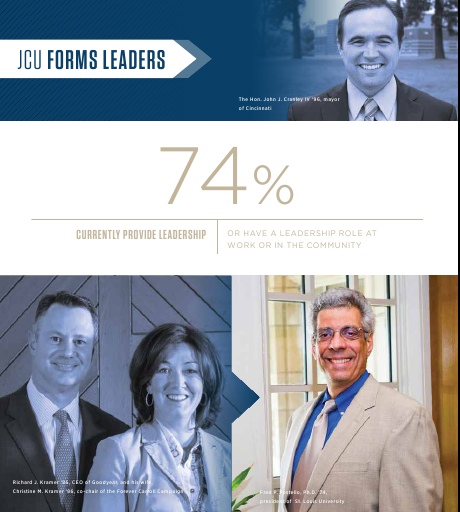 JCU FORMS LEADERS
The Hon. John J. Cranley IV '96, mayor
of Cincinnati
74%
CURRENTLY PROVIDE LEADERSHIP
OR HAVE A LEADERSHIP ROLE AT
WORK OR IN THE COMMUNITY
Richard J. Kramer '86, CEO of Goodyear, and his wife,
Christine M. Kramer '86, co-chair of the Forever Carroll Campaign
Fred P. Pestello, Ph.D.,
president of St. Louis University